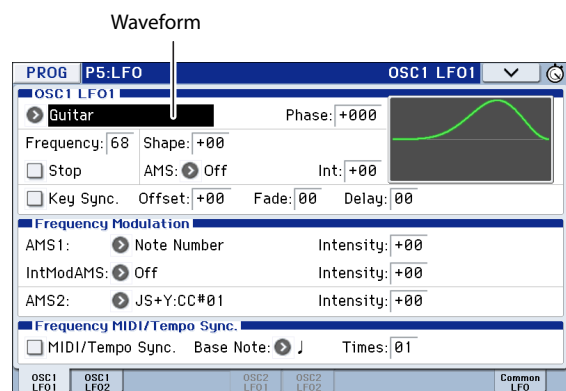 Waveform
PROG P5:LFO OSC1 LFO1
OSC1 LFO1
Guitar Phase: +000
Frequency: 68 Shape: +00
Stop AMS: Off Int: +00
Key Sync. Offset: +00 Fade: 00 Delay: 00
Frequency Modulation
AMS1: Note Number Intensity: +00
IntModAMS: Off Intensity: +00
AMS2: JS+Y:CC#01 Intensity: +00
Frequency MIDI/Tempo Sync.
MIDI/Tempo Sync. Base Note: ♩ Times: 01
OSC1 LFO1 OSC1 LFO2 OSC2 LFO1 OSC2 LFO2 Common LFO